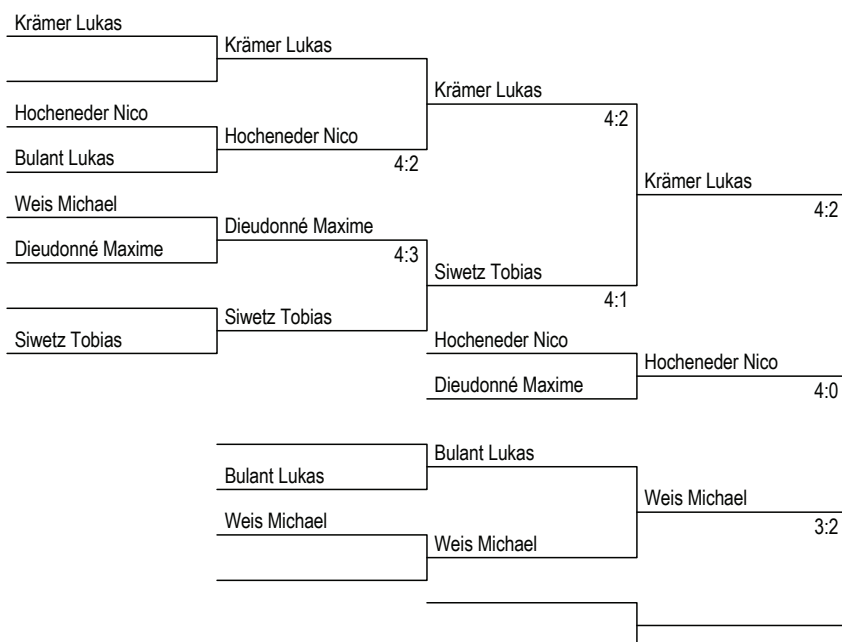 Krämer Lukas
Krämer Lukas
Krämer Lukas
4:2
Hocheneder Nico
Hocheneder Nico
Bulant Lukas
4:2
Krämer Lukas
4:2
Weis Michael
Dieudonné Maxime
Dieudonné Maxime
4:3
Siwetz Tobias
4:1
Siwetz Tobias
Siwetz Tobias
Hocheneder Nico
Hocheneder Nico
Dieudonné Maxime
4:0
Bulant Lukas
Bulant Lukas
Weis Michael
Weis Michael
3:2
Weis Michael